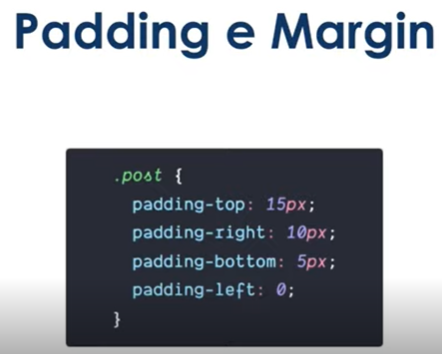 Padding e Margin
.post {
padding-top: 15px;
padding-right: 10px;
padding-bottom: 5px;
padding-left: 0;
}